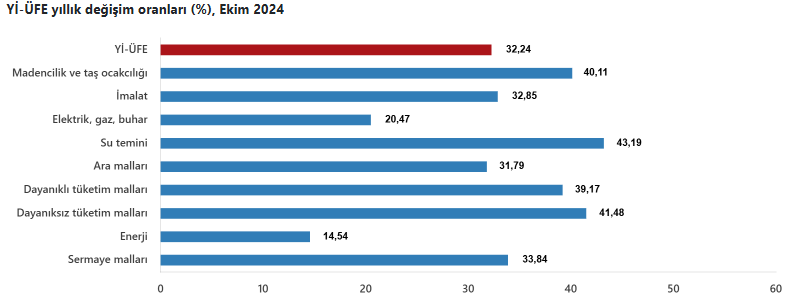 Yİ-ÜFE yıllık değişim oranları (%), Ekim 2024
Yİ-ÜFE 32,24
Madencilik ve taş ocakcılığı 40,11
İmalat 32,85
Elektrik, gaz, buhar 20,47
Su temini 43,19
Ara malları 31,79
Dayanıklı tüketim malları 39,17
Dayanıksız tüketim malları 41,48
Enerji 14,54
Sermaye malları 33,84
0 10 20 30 40 50 60